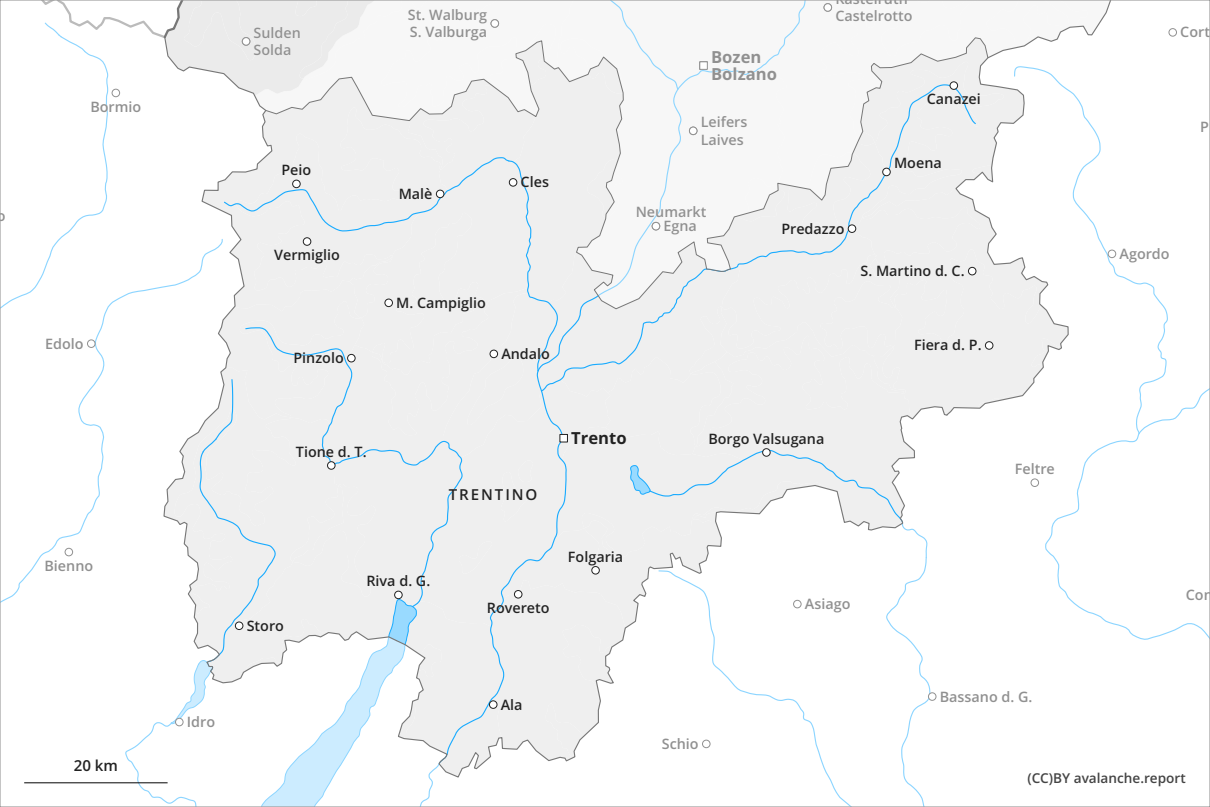 Kastelruth
Castelrotto
St. Walburg
S. Valburga
Sulden
Solda
Cort
Bozen
Bolzano
Bormio
Canazei
Leifers
Laives
P
Moena
Peio
Malè
Cles
Neumarkt
Egna
Predazzo
Vermiglio
Agordo
S. Martino d. C.
M. Campiglio
Edolo
Fiera d. P.
Pinzolo
Andalo
Trento
Borgo Valsugana
Tione d. T.
Feltre
TRENTINO
Folgaria
Bienno
Riva d. G.
Cor
Rovereto
Asiago
Storo
Bassano d. G.
Ala
Idro
Schio
20 km
(CC)BY avalanche.report